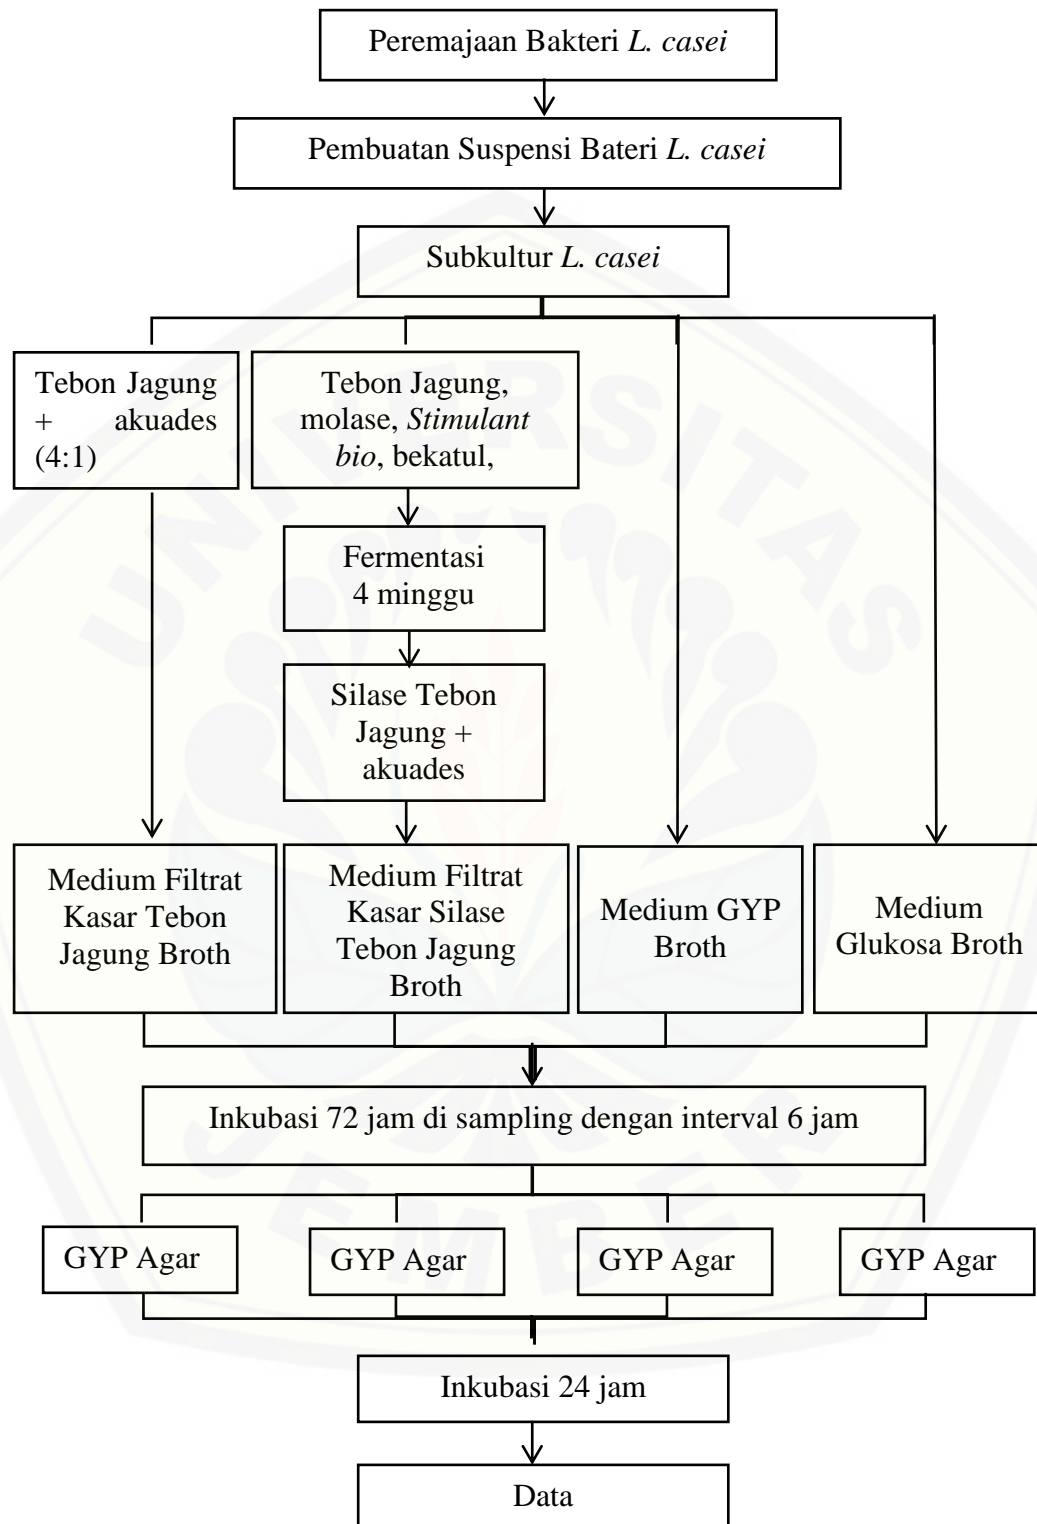 Peremajaan Bakteri L. casei
Pembuatan Suspensi Bateri L. casei
Subkultur L. casei
Tebon Jagung
+ akuades
(4:1)
Tebon Jagung,
molase, Stimulant
bio, bekatul,
Fermentasi
4 minggu
Silase Tebon
Jagung +
akuades
Medium Filtrat
Kasar Tebon
Jagung Broth
Medium Filtrat
Kasar Silase
Tebon Jagung
Broth
Medium GYP
Broth
Medium
Glukosa Broth
Inkubasi 72 jam di sampling dengan interval 6 jam
GYP Agar
GYP Agar
GYP Agar
GYP Agar
Inkubasi 24 jam
Data
UNIVERSITAS
JEMBER